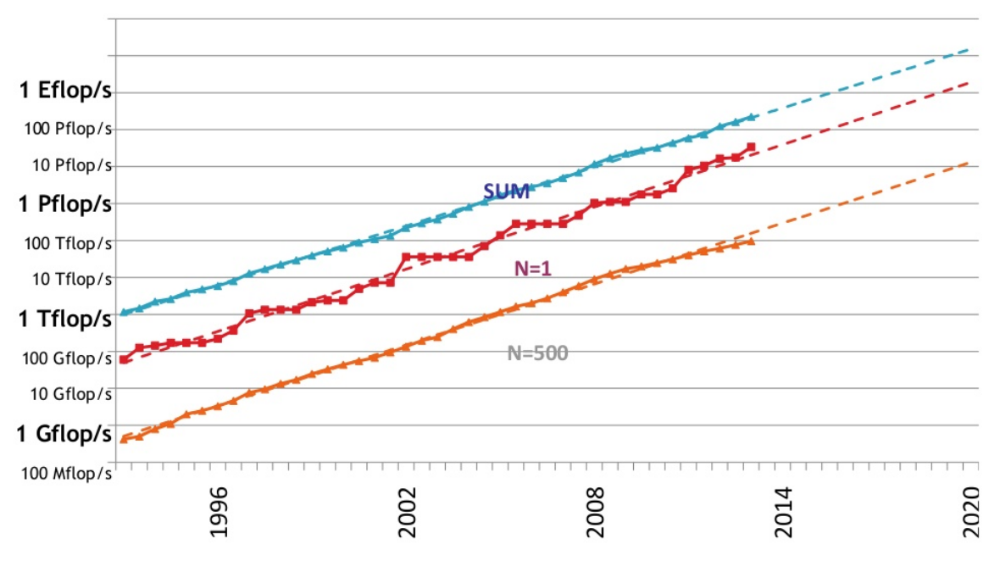 1 Eflop/s
100 Pflop/s
10 Pflop/s
1 Pflop/s
100 Tflop/s
10 Tflop/s
1 Tflop/s
100 Gflop/s
10 Gflop/s
1 Gflop/s
100 Mflop/s
SUM
N=1
N=500
1996
2002
2008
2014
2020